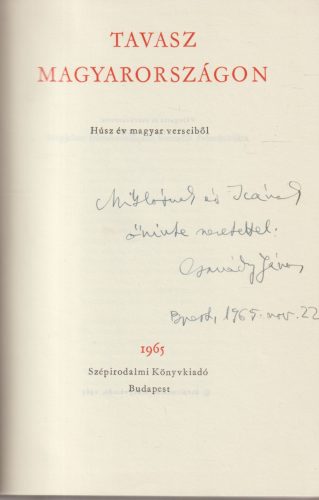 TAVASZ
MAGYARORSZÁGON
Húsz év magyar verseiből
Miklósnak és Icának
őszinte szeretettel:
Csanády János
Bpest, 1965. nov. 22
1965
Szépirodalmi Könyvkiadó
Budapest